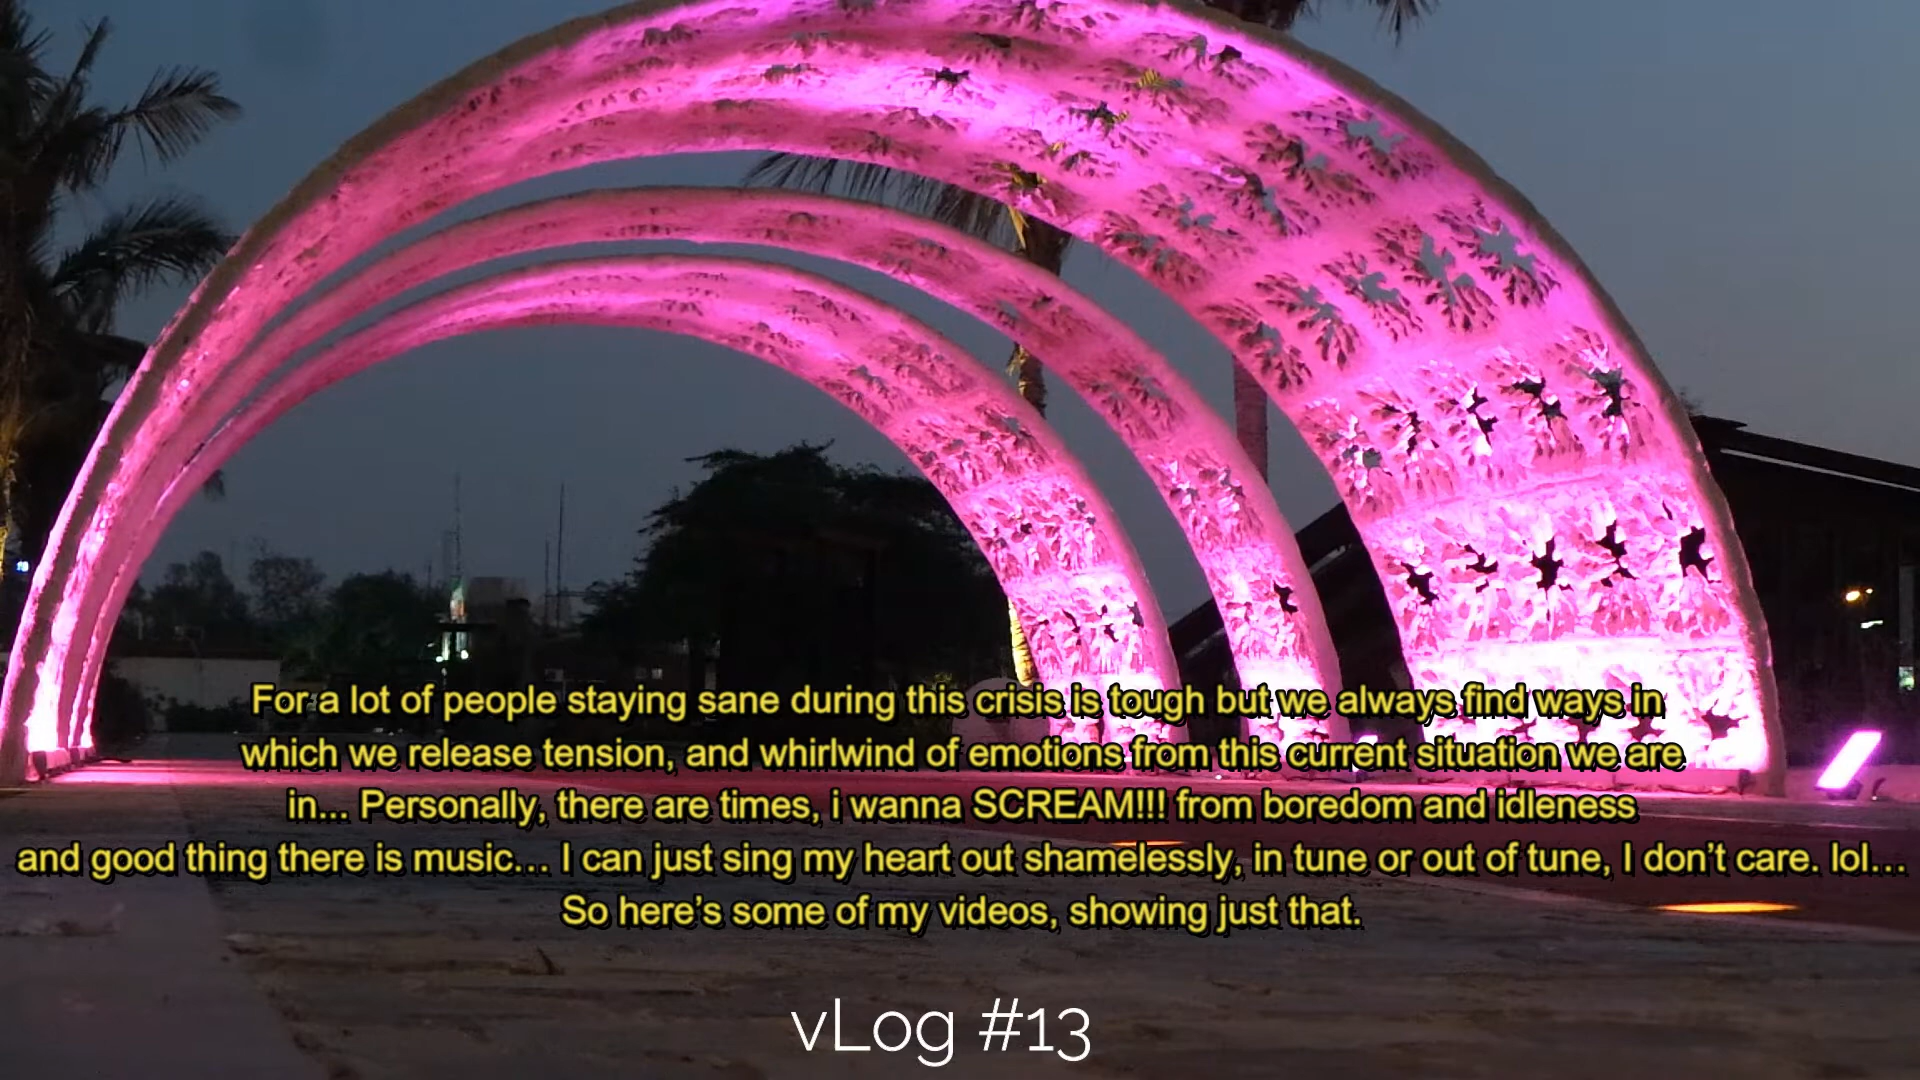 For a lot of people staying sane during this crisis is tough but we always find ways in
which we release tension, and whirlwind of emotions from this current situation we are
in... Personally, there are times, i wanna SCREAM!!! from boredom and idleness
and good thing there is music... I can just sing my heart out shamelessly, in tune or out of tune, I don’t care. lol...
So here’s some of my videos, showing just that.
vLog #13